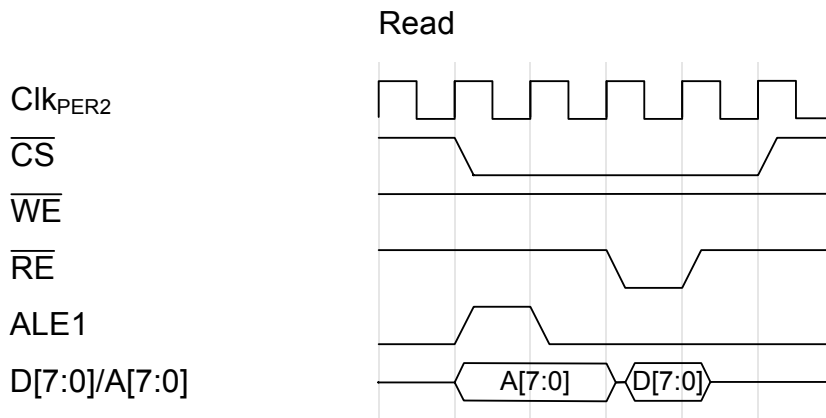 Read
ClkPER2
CS
WE
RE
ALE1
D[7:0]/A[7:0] A[7:0] D[7:0]